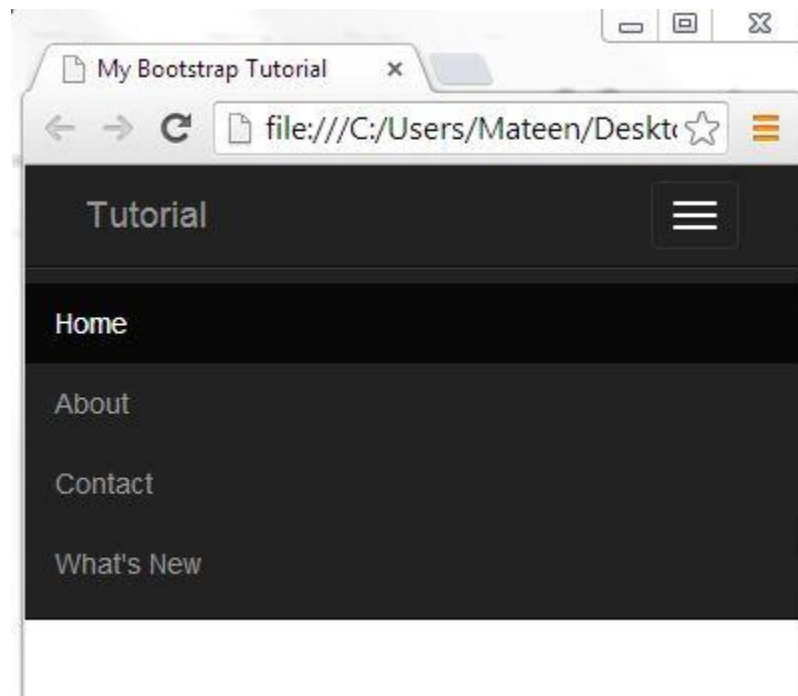 My Bootstrap Tutorial
file:///C:/Users/Mateen/Deskt
Tutorial
Home
About
Contact
What's New